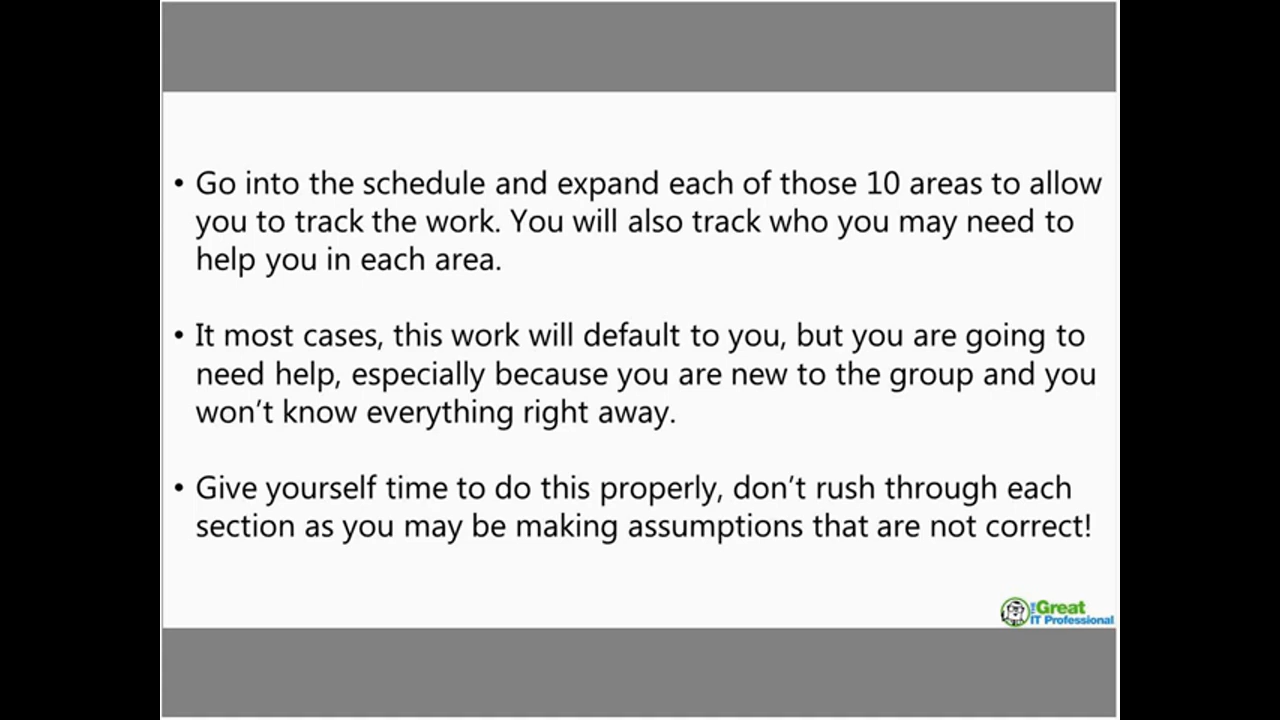 • Go into the schedule and expand each of those 10 areas to allow
you to track the work. You will also track who you may need to
help you in each area.
• It most cases, this work will default to you, but you are going to
need help, especially because you are new to the group and you
won't know everything right away.
• Give yourself time to do this properly, don't rush through each
section as you may be making assumptions that are not correct!
THE Great
IT Professional